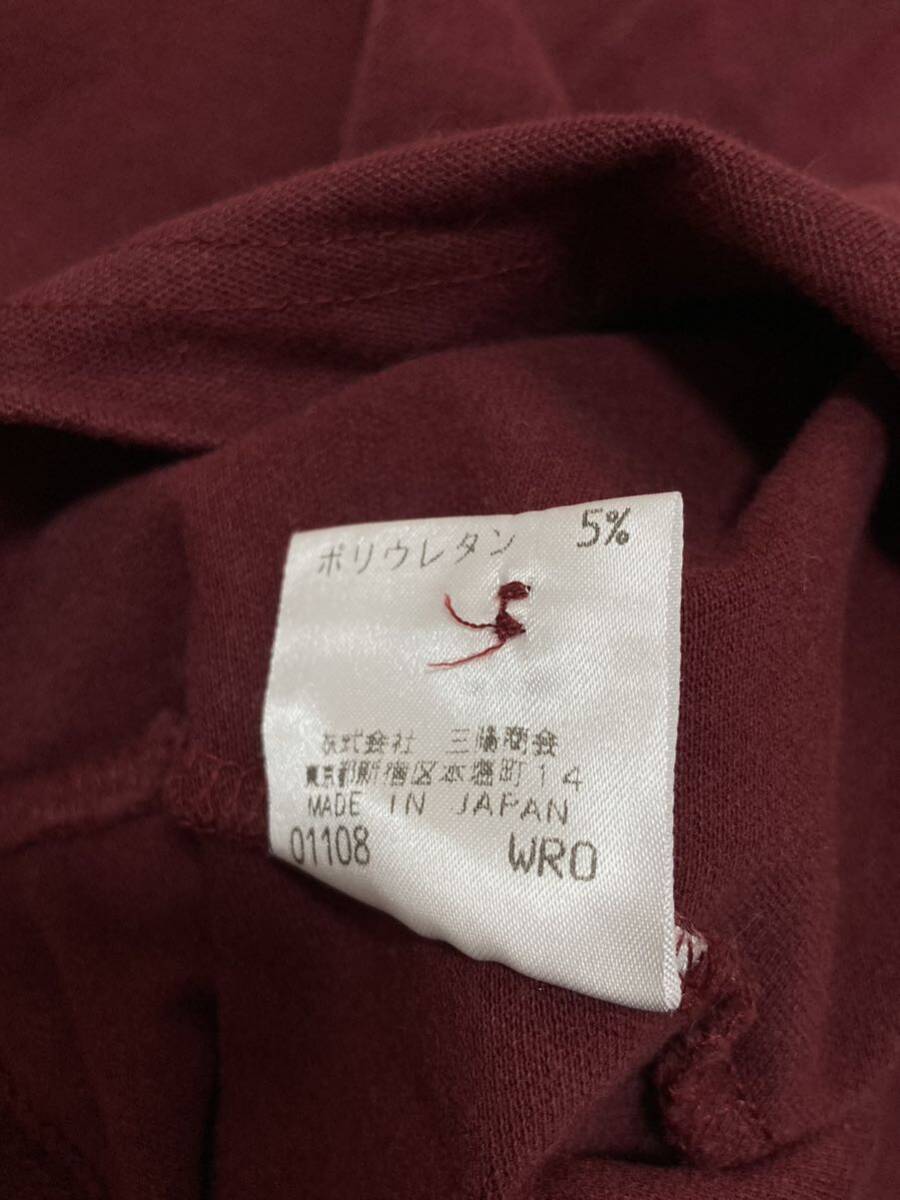 ポリウレタン 5%
株式会社 三陽商会
東京都新宿区本塩町14
MADE IN JAPAN
01108 WRO